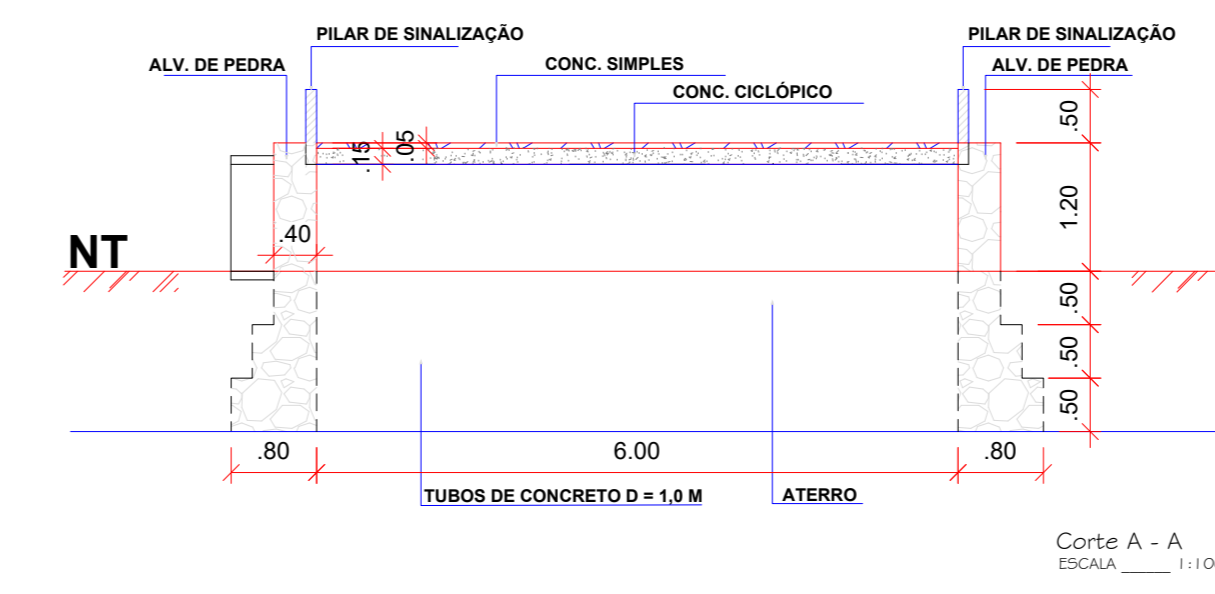 PILAR DE SINALIZAÇÃO
PILAR DE SINALIZAÇÃO
ALV. DE PEDRA
CONC. SIMPLES
ALV. DE PEDRA
CONC. CICLÓPICO
.50
.15
.05
1.20
.40
NT
.50
.50
.50
.80
6.00
.80
TUBOS DE CONCRETO D = 1,0 M
ATERRO
Corte A - A
ESCALA